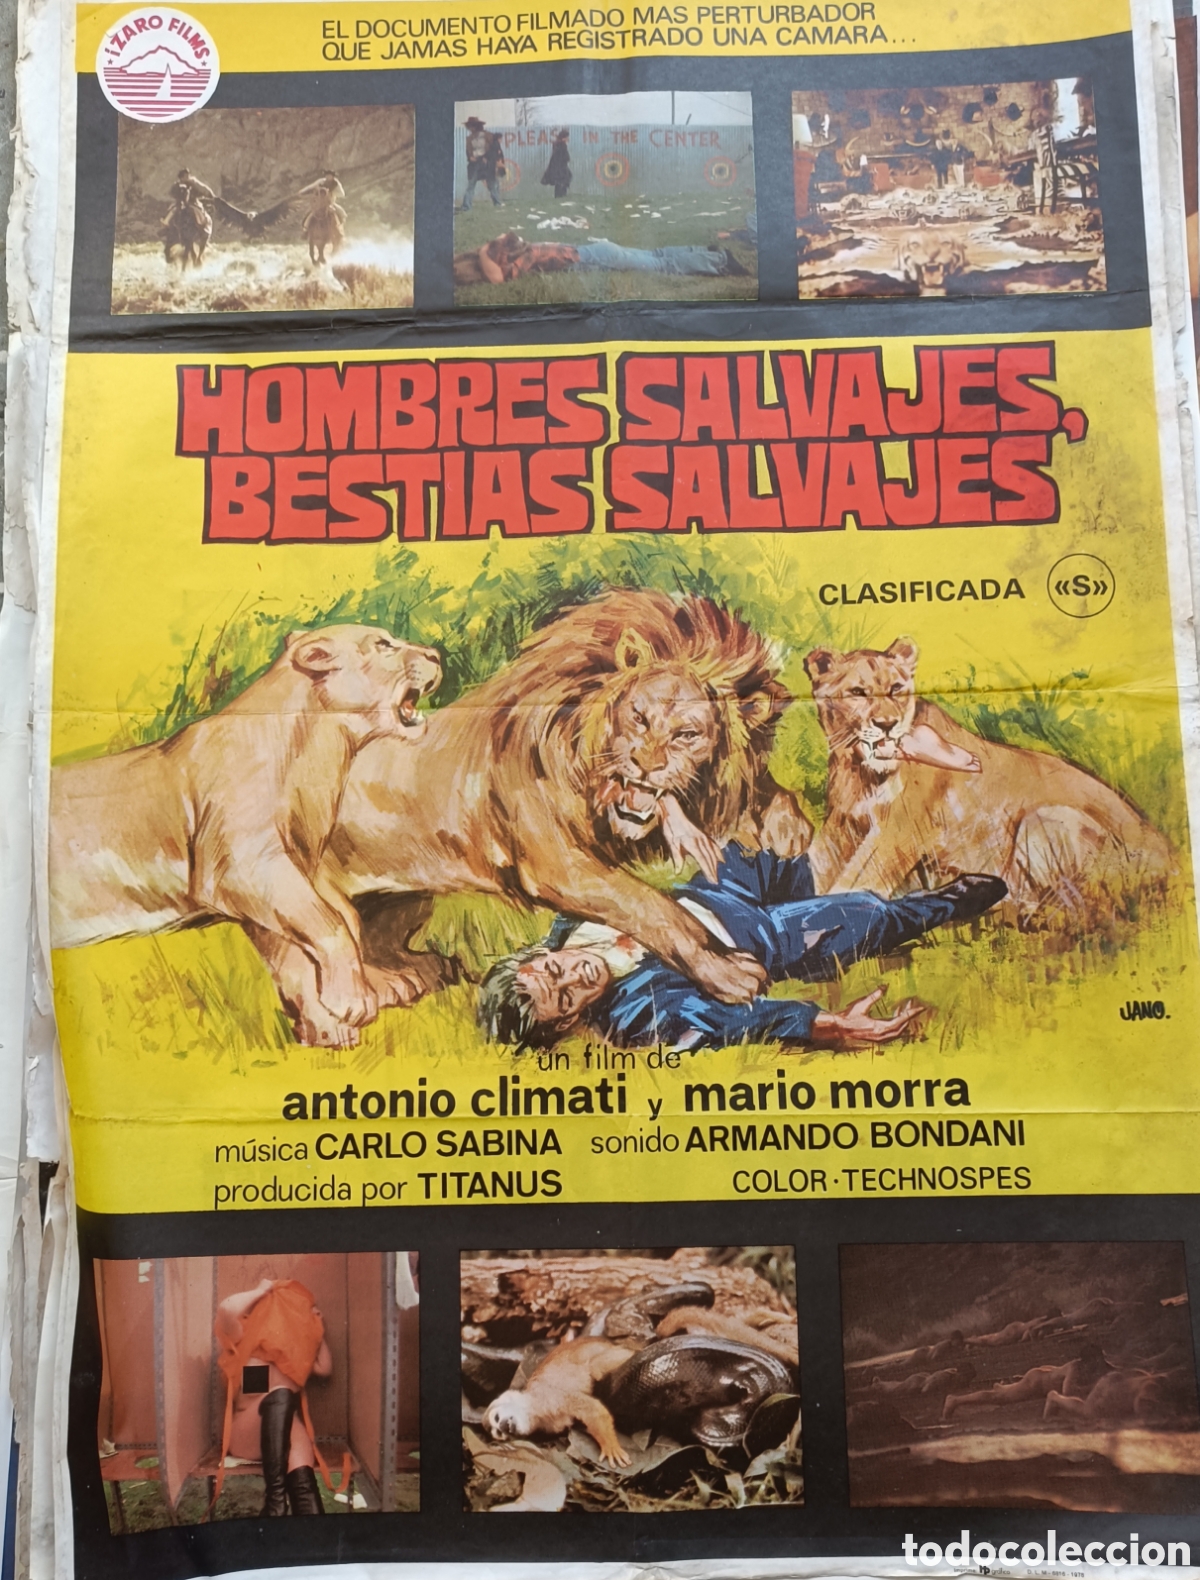 IZARO FILMS
EL DOCUMENTO FILMADO MAS PERTURBADOR
QUE JAMAS HAYA REGISTRADO UNA CAMARA...
PLEASE IN THE CENTER
HOMBRES SALVAJES,
BESTIAS SALVAJES
CLASIFICADA «S»
JANO.
un film de
antonio climati y mario morra
música CARLO SABINA sonido ARMANDO BONDANI
producida por TITANUS COLOR·TECHNOSPES
todocoleccion